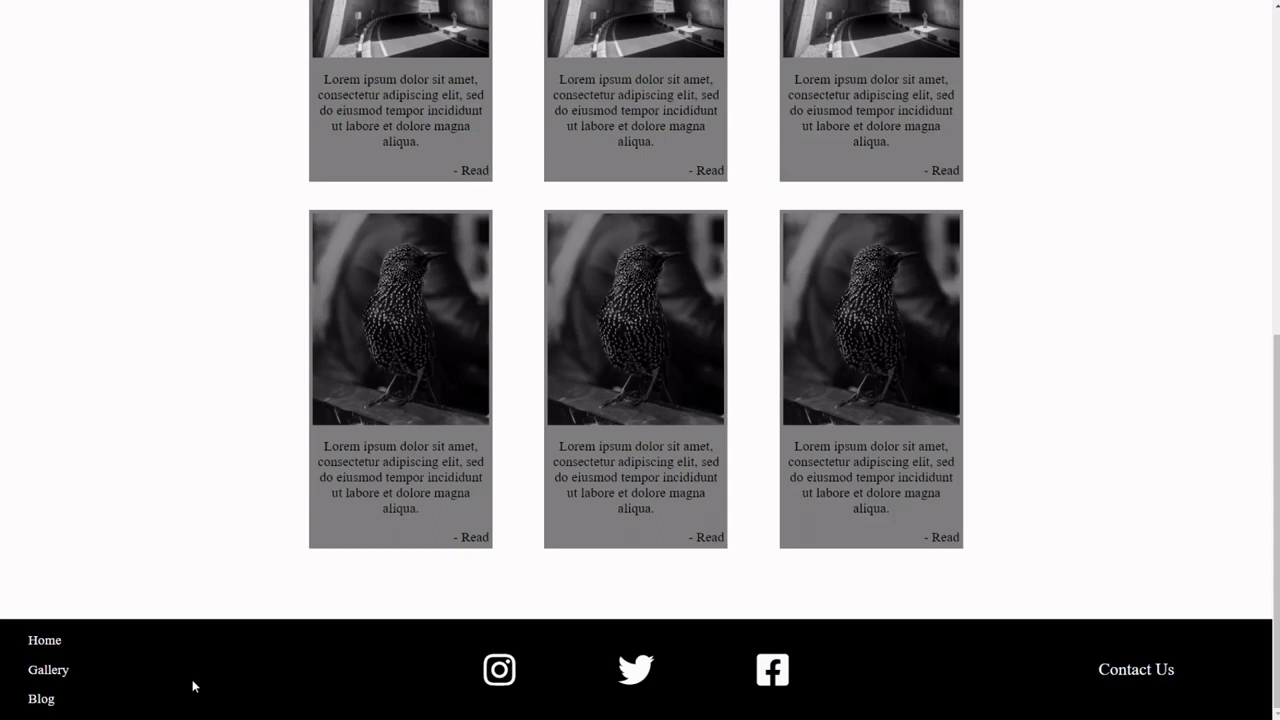 Lorem ipsum dolor sit amet,
consectetur adipiscing elit, sed
do eiusmod tempor incididunt
ut labore et dolore magna
aliqua.
- Read
Lorem ipsum dolor sit amet,
consectetur adipiscing elit, sed
do eiusmod tempor incididunt
ut labore et dolore magna
aliqua.
- Read
Lorem ipsum dolor sit amet,
consectetur adipiscing elit, sed
do eiusmod tempor incididunt
ut labore et dolore magna
aliqua.
- Read
Lorem ipsum dolor sit amet,
consectetur adipiscing elit, sed
do eiusmod tempor incididunt
ut labore et dolore magna
aliqua.
- Read
Lorem ipsum dolor sit amet,
consectetur adipiscing elit, sed
do eiusmod tempor incididunt
ut labore et dolore magna
aliqua.
- Read
Lorem ipsum dolor sit amet,
consectetur adipiscing elit, sed
do eiusmod tempor incididunt
ut labore et dolore magna
aliqua.
- Read
Home
Gallery
Blog
Contact Us